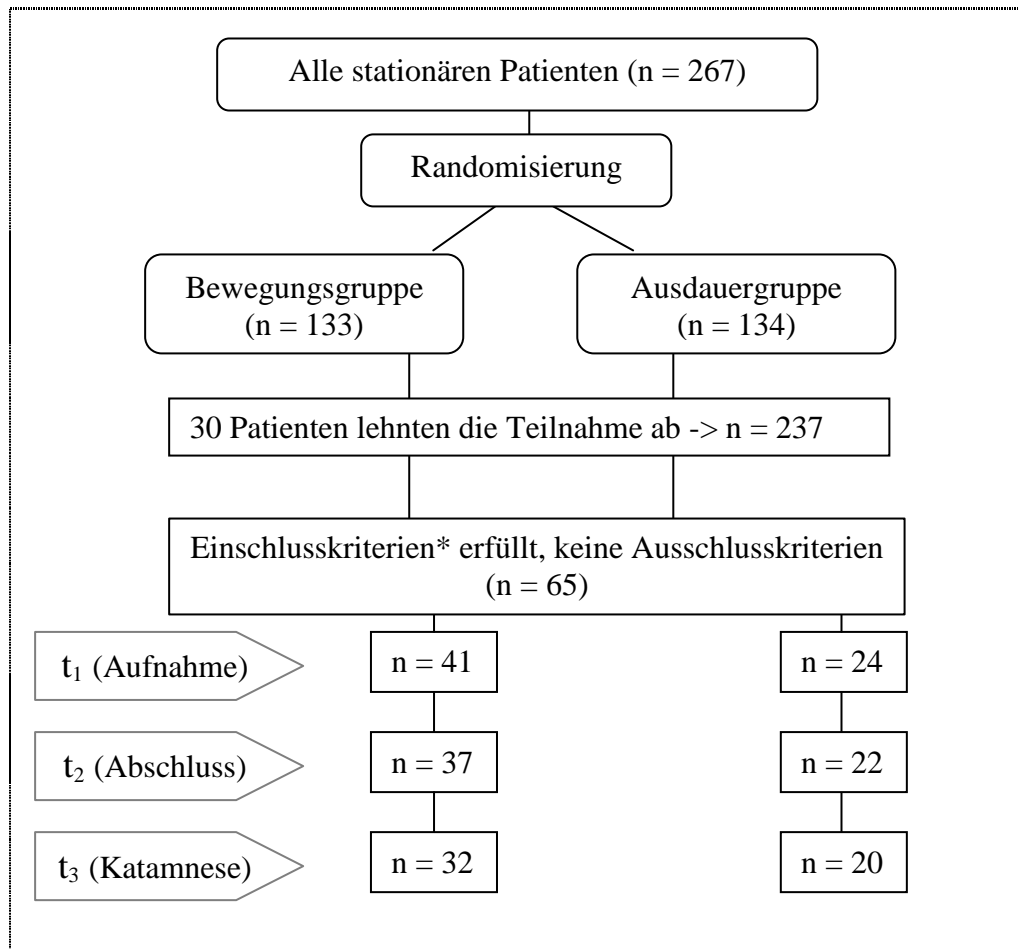 Alle stationären Patienten (n = 267)
Randomisierung
Bewegungsgruppe
(n = 133)
Ausdauergruppe
(n = 134)
30 Patienten lehnten die Teilnahme ab -> n = 237
Einschlusskriterien* erfüllt, keine Ausschlusskriterien
(n = 65)
t₁ (Aufnahme)
n = 41
n = 24
t₂ (Abschluss)
n = 37
n = 22
t₃ (Katamnese)
n = 32
n = 20